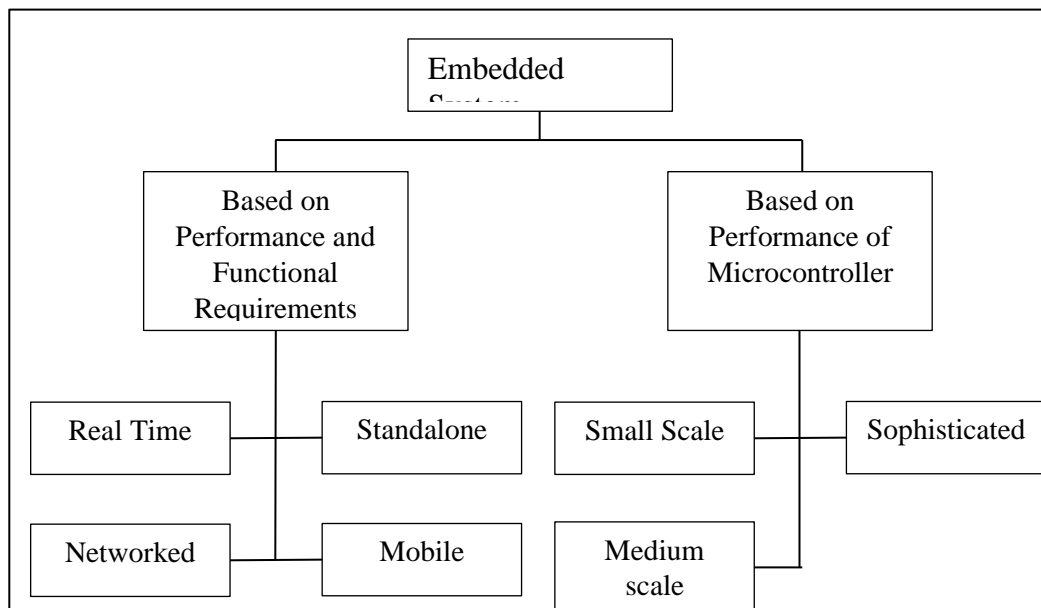 Embedded
System
Based on
Performance and
Functional
Requirements
Based on
Performance of
Microcontroller
Real Time
Standalone
Small Scale
Sophisticated
Networked
Mobile
Medium
scale